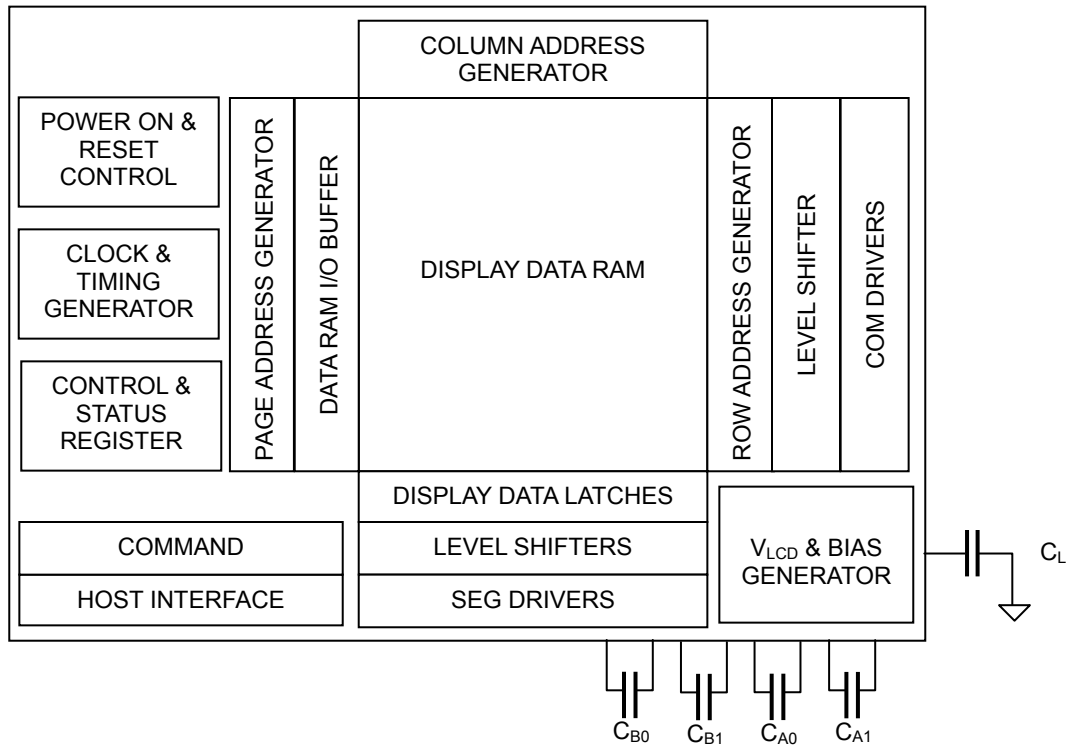 COLUMN ADDRESS
GENERATOR
POWER ON &
RESET
CONTROL
CLOCK &
TIMING
GENERATOR
CONTROL &
STATUS
REGISTER
PAGE ADDRESS GENERATOR
DATA RAM I/O BUFFER
DISPLAY DATA RAM
ROW ADDRESS GENERATOR
LEVEL SHIFTER
COM DRIVERS
DISPLAY DATA LATCHES
COMMAND
LEVEL SHIFTERS
HOST INTERFACE
SEG DRIVERS
VLCD & BIAS
GENERATOR
CL
CB0
CB1
CA0
CA1